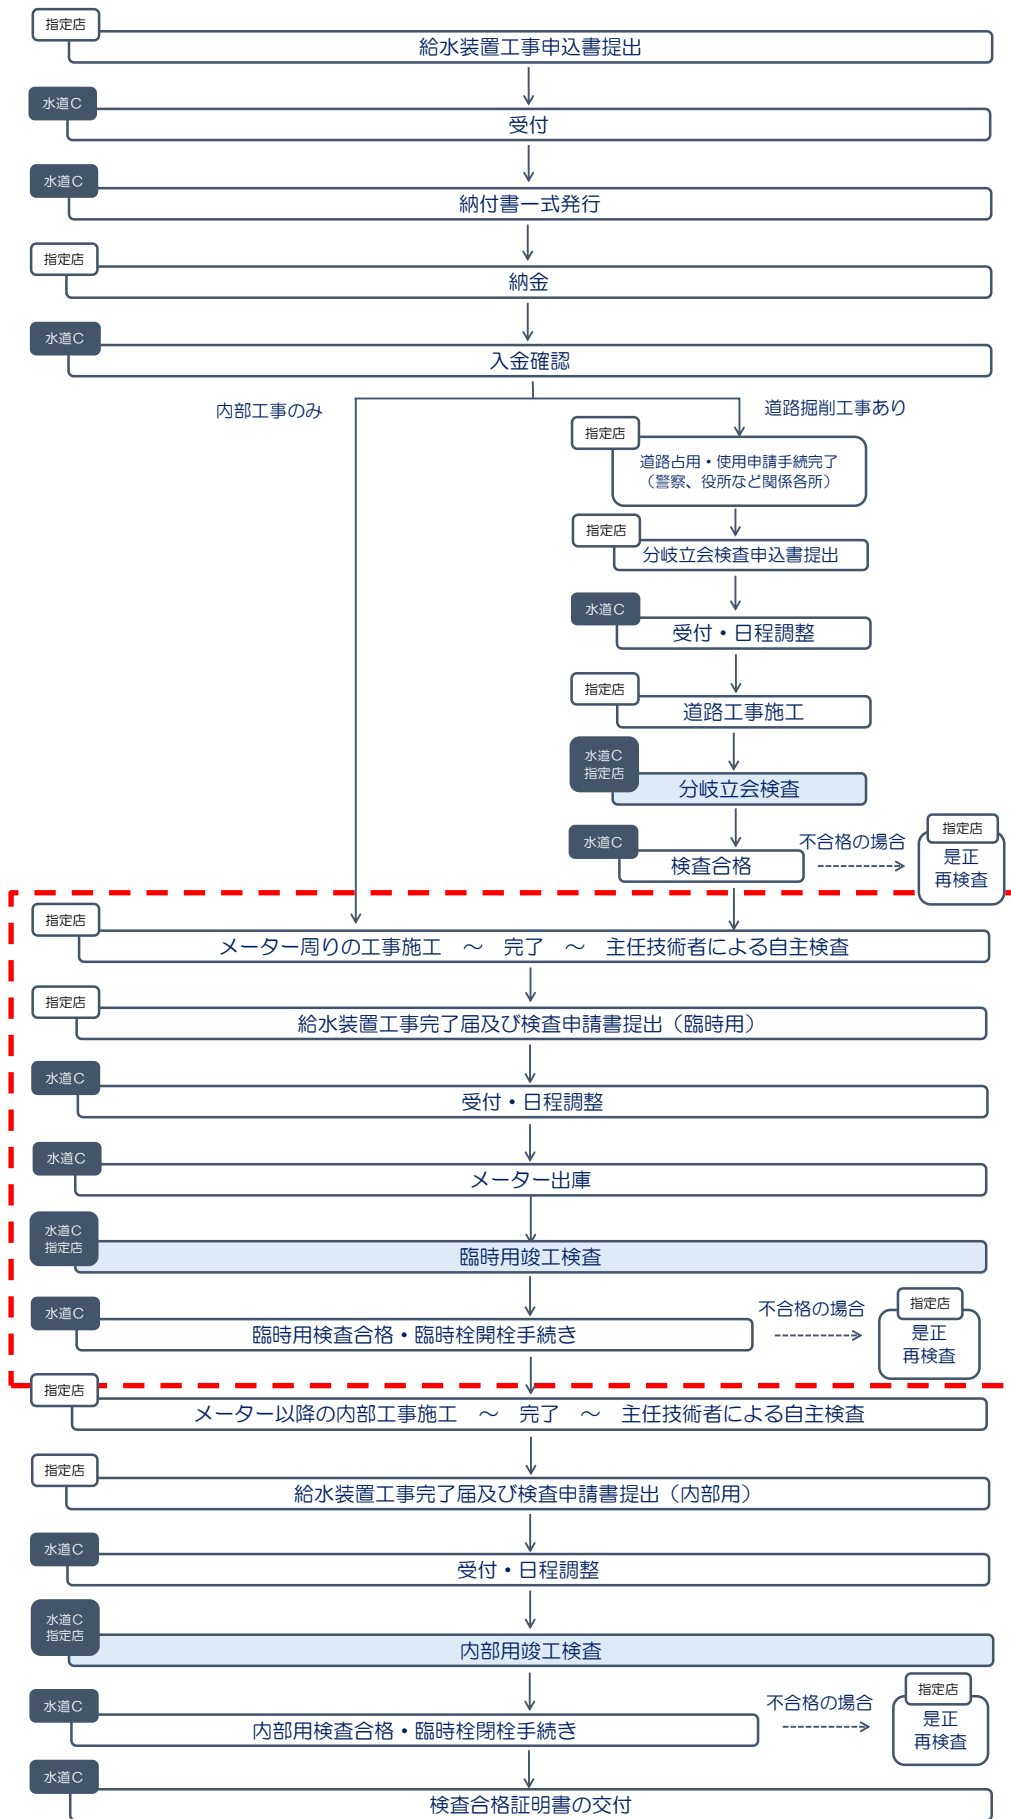 指定店
給水装置工事申込書提出
水道C
受付
水道C
納付書一式発行
指定店
納金
水道C
入金確認
内部工事のみ
道路掘削工事あり
指定店
道路占用・使用申請手続完了
（警察、役所など関係各所）
指定店
分岐立会検査申込書提出
水道C
受付・日程調整
指定店
道路工事施工
水道C
指定店
分岐立会検査
水道C
検査合格
不合格の場合
指定店
是正
再検査
指定店
メーター周りの工事施工　～　完了　～　主任技術者による自主検査
指定店
給水装置工事完了届及び検査申請書提出（臨時用）
水道C
受付・日程調整
水道C
メーター出庫
水道C
指定店
臨時用竣工検査
水道C
臨時用検査合格・臨時栓開栓手続き
不合格の場合
指定店
是正
再検査
指定店
メーター以降の内部工事施工　～　完了　～　主任技術者による自主検査
指定店
給水装置工事完了届及び検査申請書提出（内部用）
水道C
受付・日程調整
水道C
指定店
内部用竣工検査
水道C
内部用検査合格・臨時栓閉栓手続き
不合格の場合
指定店
是正
再検査
水道C
検査合格証明書の交付